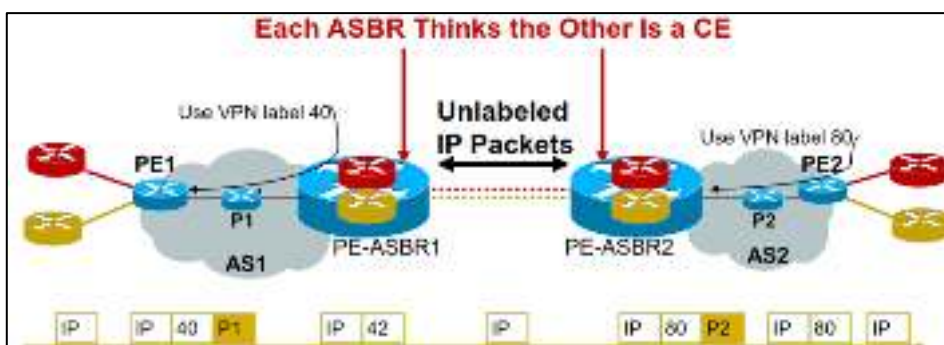 Each ASBR Thinks the Other Is a CE
Use VPN label 40
Unlabeled
IP Packets
Use VPN label 80
PE1
PE2
P1
P2
AS1
PE-ASBR1
PE-ASBR2
AS2
IP
IP 40 P1
IP 42
IP
IP 80 P2
IP 80
IP